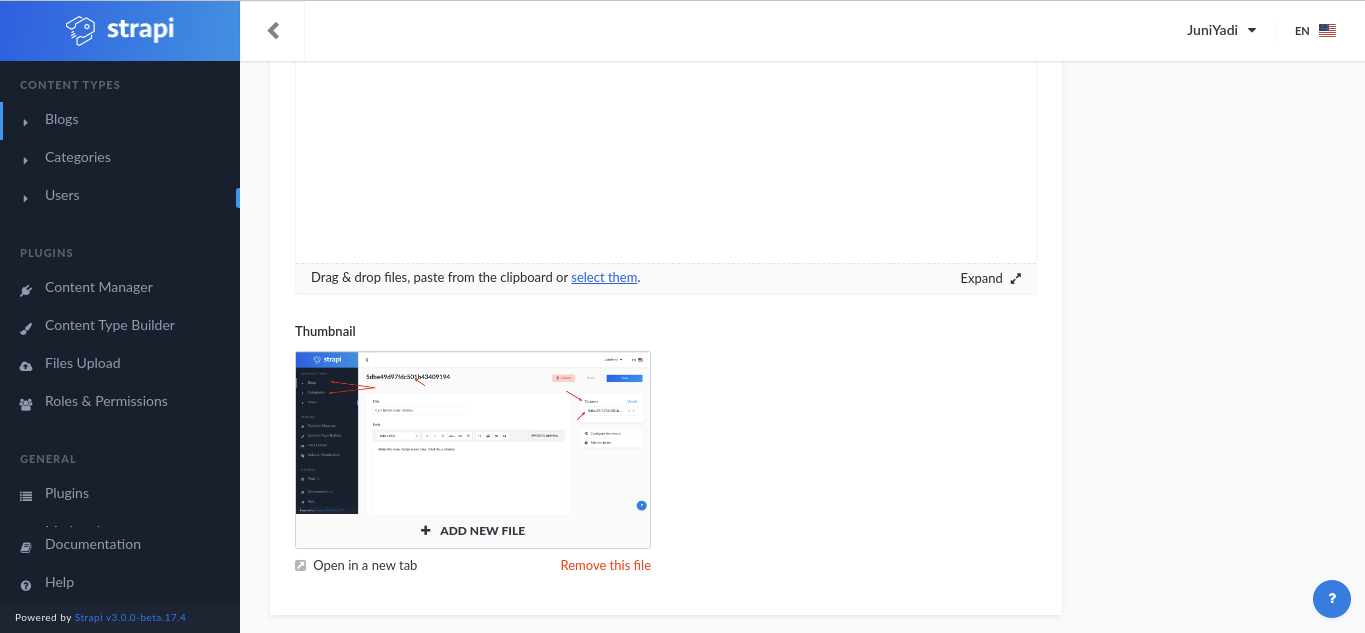 strapi
JuniYadi
EN
CONTENT TYPES
Blogs
Categories
Users
PLUGINS
Content Manager
Content Type Builder
Files Upload
Roles & Permissions
GENERAL
Plugins
Documentation
Help
Powered by Strapi v3.0.0-beta.17.4
Drag & drop files, paste from the clipboard or select them.
Expand
Thumbnail
strapi
5dbe49d97fdc501b43409194
ADD NEW FILE
Open in a new tab
Remove this file
?